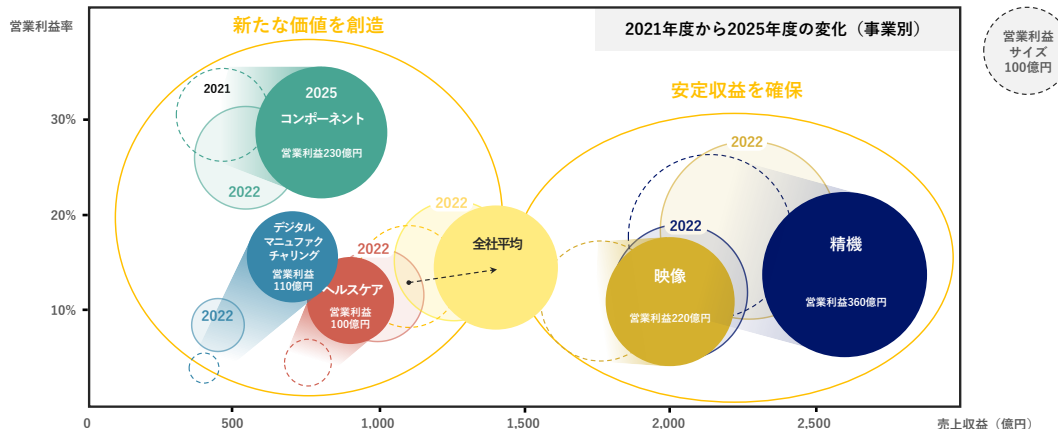 営業利益率
新たな価値を創造
2021年度から2025年度の変化（事業別）
営業利益
サイズ
100億円
安定収益を確保
30%
20%
10%
2021
2025
コンポーネント
営業利益230億円
2022
デジタル
マニュファク
チャリング
営業利益
110億円
2022
2022
ヘルスケア
営業利益
100億円
2022
全社平均
2022
2022
映像
営業利益220億円
精機
営業利益360億円
0
500
1,000
1,500
2,000
2,500
売上収益（億円）